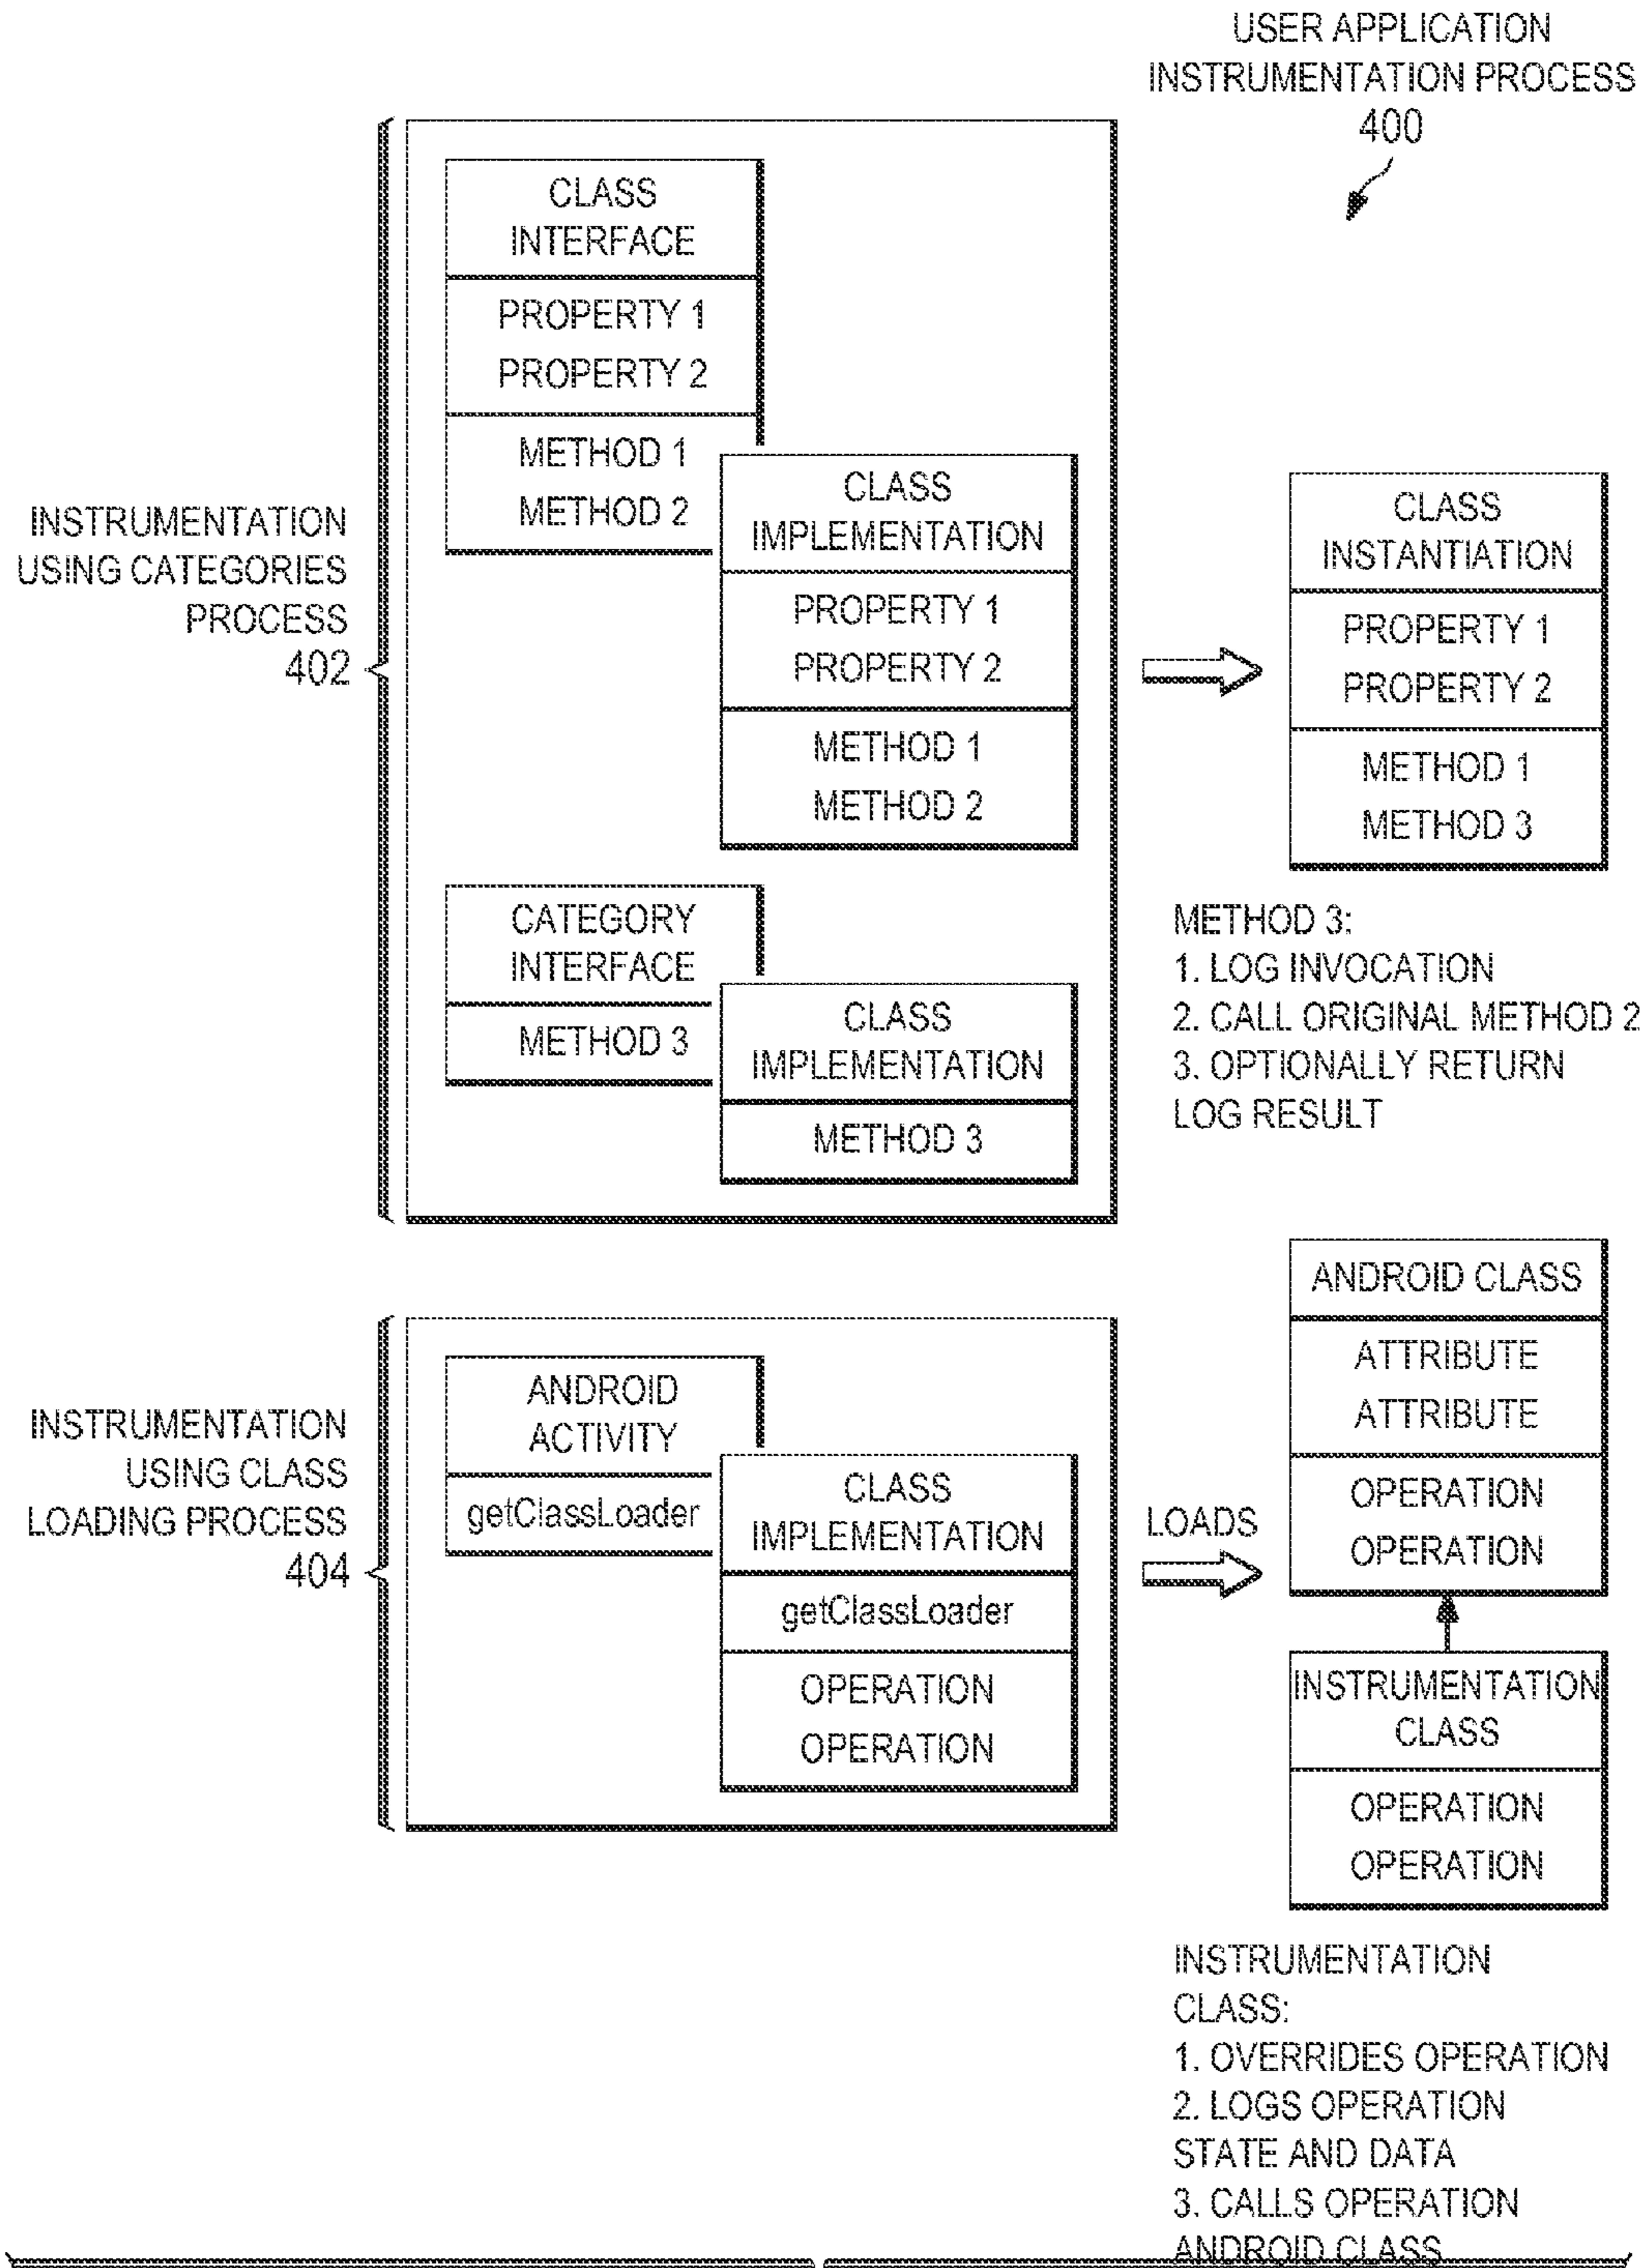 USER APPLICATION
INSTRUMENTATION PROCESS
400
INSTRUMENTATION
USING CATEGORIES
PROCESS
402
CLASS
INTERFACE
PROPERTY 1
PROPERTY 2
METHOD 1
METHOD 2
CLASS
IMPLEMENTATION
PROPERTY 1
PROPERTY 2
METHOD 1
METHOD 2
CATEGORY
INTERFACE
METHOD 3
CLASS
IMPLEMENTATION
METHOD 3
CLASS
INSTANTIATION
PROPERTY 1
PROPERTY 2
METHOD 1
METHOD 3
METHOD 3:
1. LOG INVOCATION
2. CALL ORIGINAL METHOD 2
3. OPTIONALLY RETURN
LOG RESULT
INSTRUMENTATION
USING CLASS
LOADING PROCESS
404
ANDROID
ACTIVITY
getClassLoader
CLASS
IMPLEMENTATION
getClassLoader
OPERATION
OPERATION
LOADS
ANDROID CLASS
ATTRIBUTE
ATTRIBUTE
OPERATION
OPERATION
INSTRUMENTATION
CLASS
OPERATION
OPERATION
INSTRUMENTATION
CLASS:
1. OVERRIDES OPERATION
2. LOGS OPERATION
STATE AND DATA
3. CALLS OPERATION
ANDROID CLASS